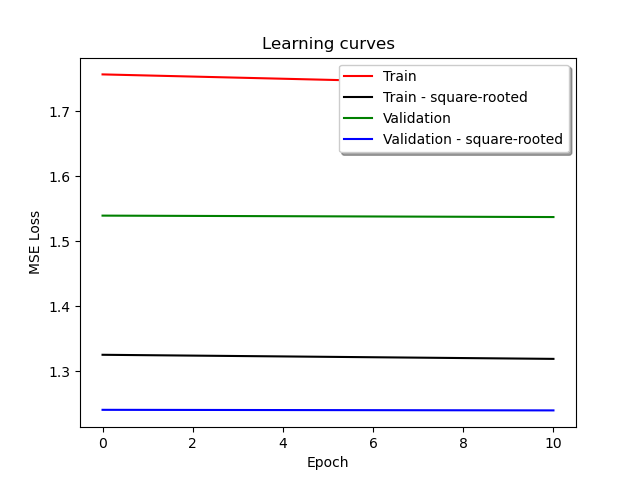 Learning curves
Train
Train - square-rooted
Validation
Validation - square-rooted
MSE Loss
1.7
1.6
1.5
1.4
1.3
0 2 4 6 8 10
Epoch